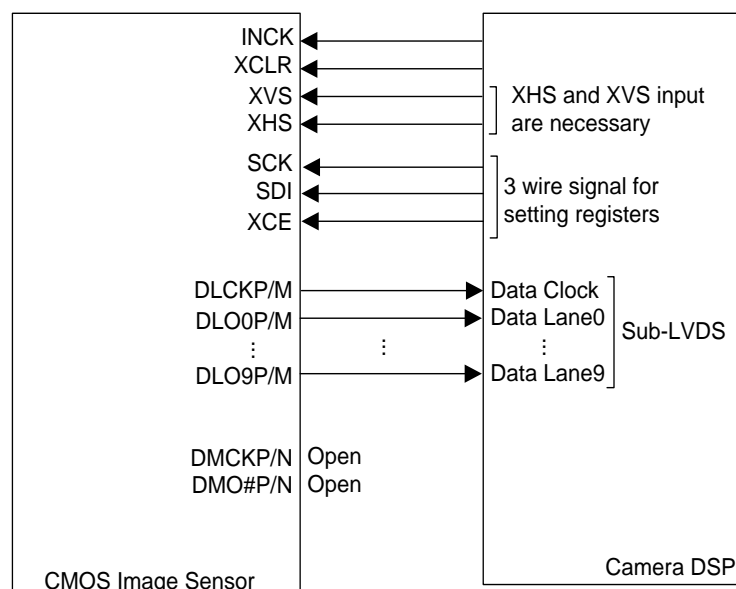 INCK
XCLR
XVS
XHS
XHS and XVS input
are necessary
SCK
SDI
XCE
3 wire signal for
setting registers
DLCKP/M
DLO0P/M
⋮
DLO9P/M
⋮
Data Clock
Data Lane0
⋮
Data Lane9
Sub-LVDS
DMCKP/N Open
DMO#P/N Open
CMOS Image Sensor
Camera DSP